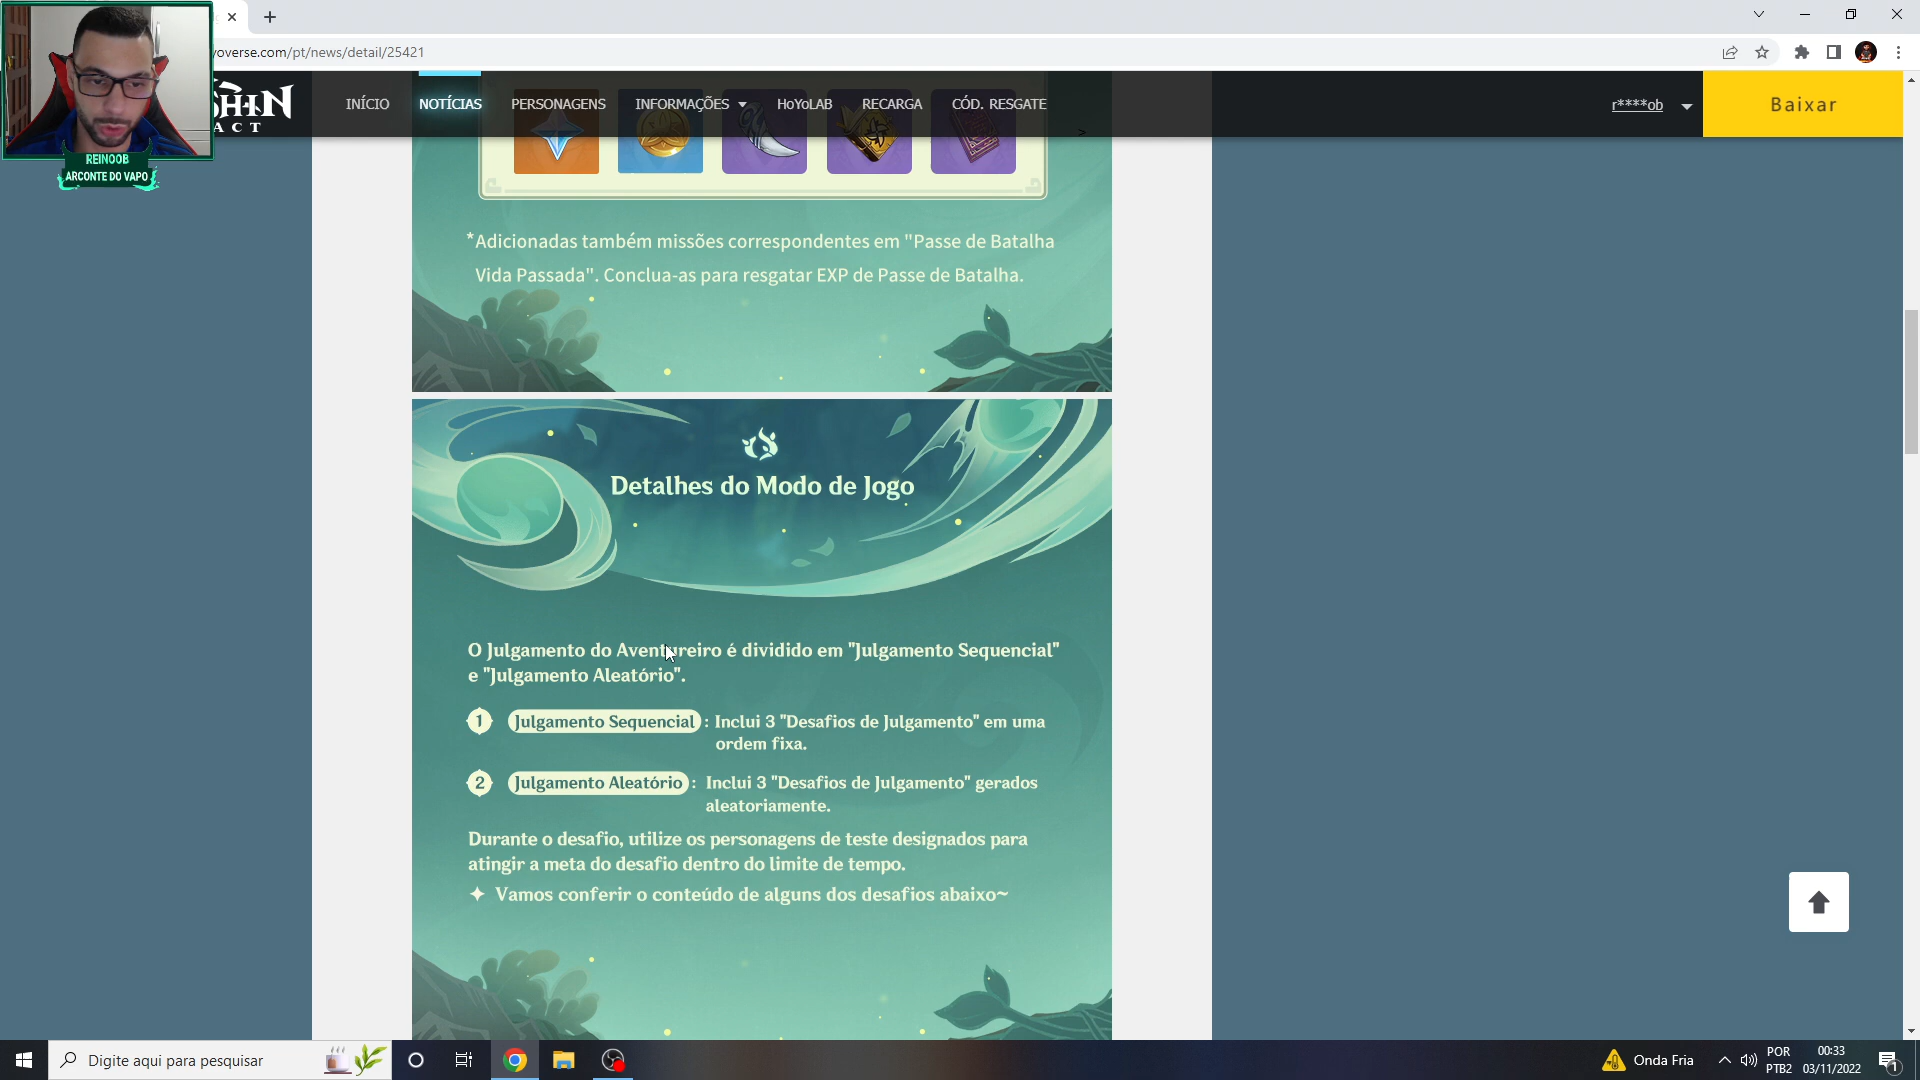 yoverse.com/pt/news/detail/25421
SHIN
ACT
INÍCIO
NOTÍCIAS
PERSONAGENS
INFORMAÇÕES
HoYoLAB
RECARGA
CÓD. RESGATE
r****ob
Baixar
REINOOB
ARCONTE DO VAPO
>
*Adicionadas também missões correspondentes em "Passe de Batalha
Vida Passada". Conclua-as para resgatar EXP de Passe de Batalha.
Detalhes do Modo de Jogo
O Julgamento do Aventureiro é dividido em "Julgamento Sequencial"
e "Julgamento Aleatório".
1 Julgamento Sequencial : Inclui 3 "Desafios de Julgamento" em uma
ordem fixa.
2 Julgamento Aleatório : Inclui 3 "Desafios de Julgamento" gerados
aleatoriamente.
Durante o desafio, utilize os personagens de teste designados para
atingir a meta do desafio dentro do limite de tempo.
✦ Vamos conferir o conteúdo de alguns dos desafios abaixo~
Digite aqui para pesquisar
Onda Fria
POR
PTB2
00:33
03/11/2022
1